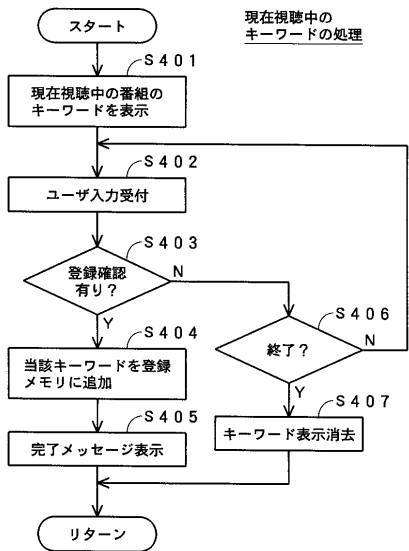 現在視聴中の
キーワードの処理
スタート
S401
現在視聴中の番組の
キーワードを表示
S402
ユーザ入力受付
S403
登録確認
有り?
N
Y
S404
当該キーワードを登録
メモリに追加
S405
完了メッセージ表示
S406
終了?
N
Y
S407
キーワード表示消去
リターン